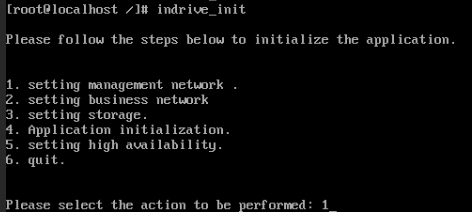 [root@localhost /]# indrive_init
Please follow the steps below to initialize the application.
1. setting management network .
2. setting business network
3. setting storage.
4. Application initialization.
5. setting high availability.
6. quit.
Please select the action to be performed: 1_